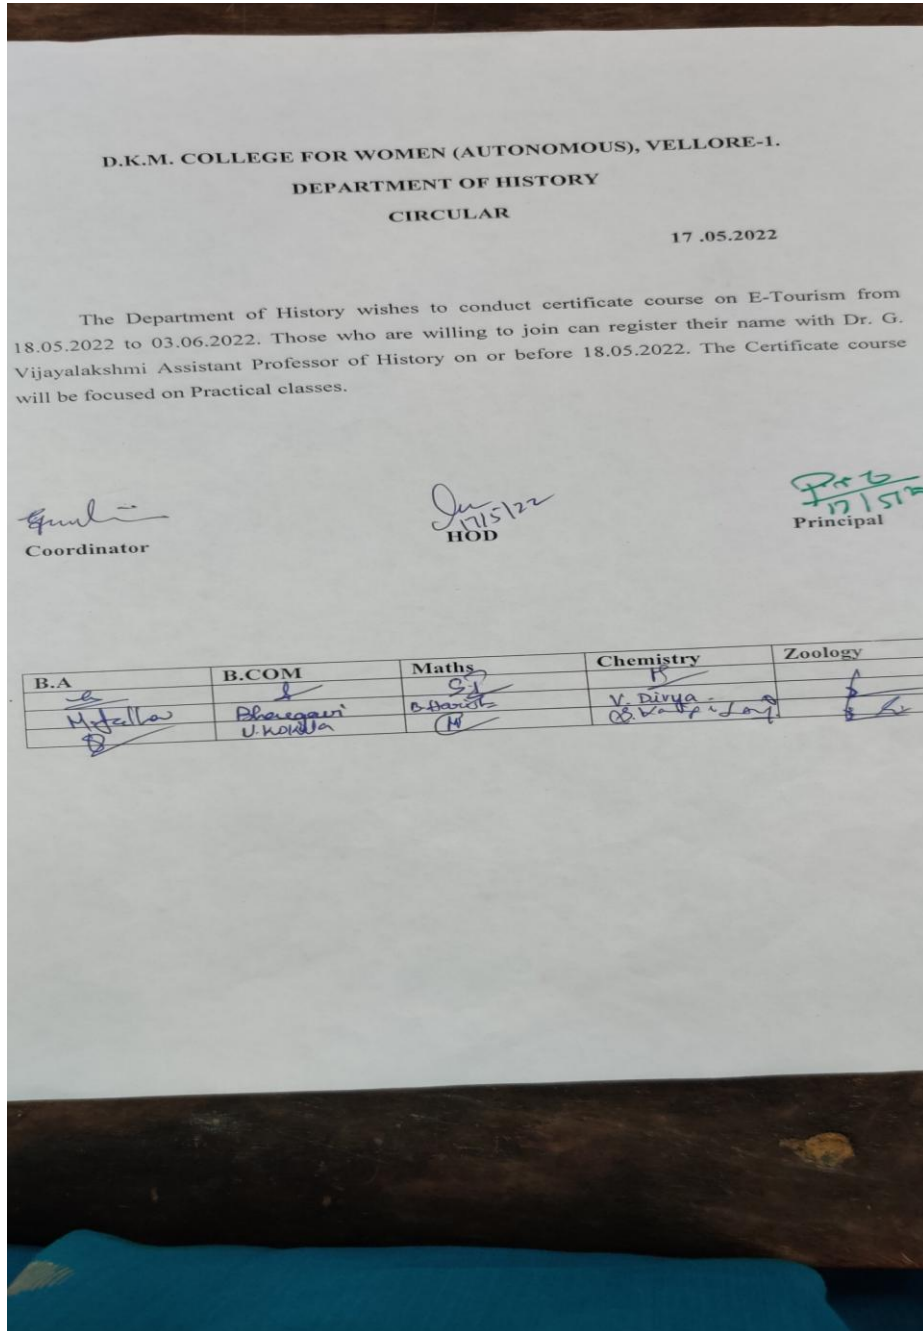 D.K.M. COLLEGE FOR WOMEN (AUTONOMOUS), VELLORE-1.
DEPARTMENT OF HISTORY
CIRCULAR
17 .05.2022
The Department of History wishes to conduct certificate course on E-Tourism from
18.05.2022 to 03.06.2022. Those who are willing to join can register their name with Dr. G.
Vijayalakshmi Assistant Professor of History on or before 18.05.2022. The Certificate course
will be focused on Practical classes.
17/5/22 17/5/22
Coordinator HOD Principal
B.A B.COM Maths Chemistry Zoology
V. Divya
U. Kokila